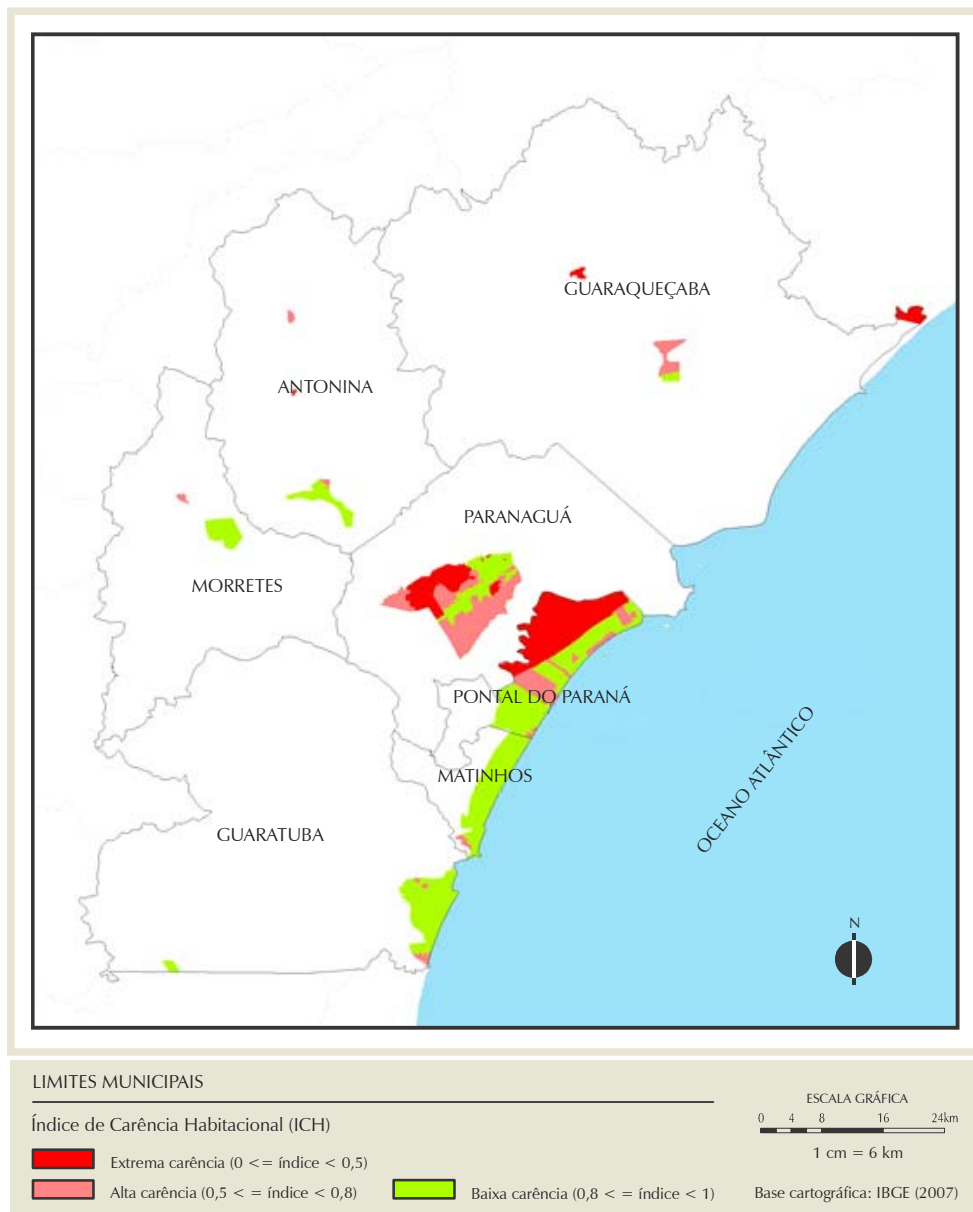 GUARAQUEÇABA
ANTONINA
PARANAGUÁ
MORRETES
PONTAL DO PARANÁ
MATINHOS
GUARATUBA
OCEANO ATLÂNTICO
N
LIMITES MUNICIPAIS
Índice de Carência Habitacional (ICH)
Extrema carência (0 <= índice < 0,5)
Alta carência (0,5 < = índice < 0,8)
Baixa carência (0,8 < = índice < 1)
ESCALA GRÁFICA
0 4 8 16 24km
1 cm = 6 km
Base cartográfica: IBGE (2007)